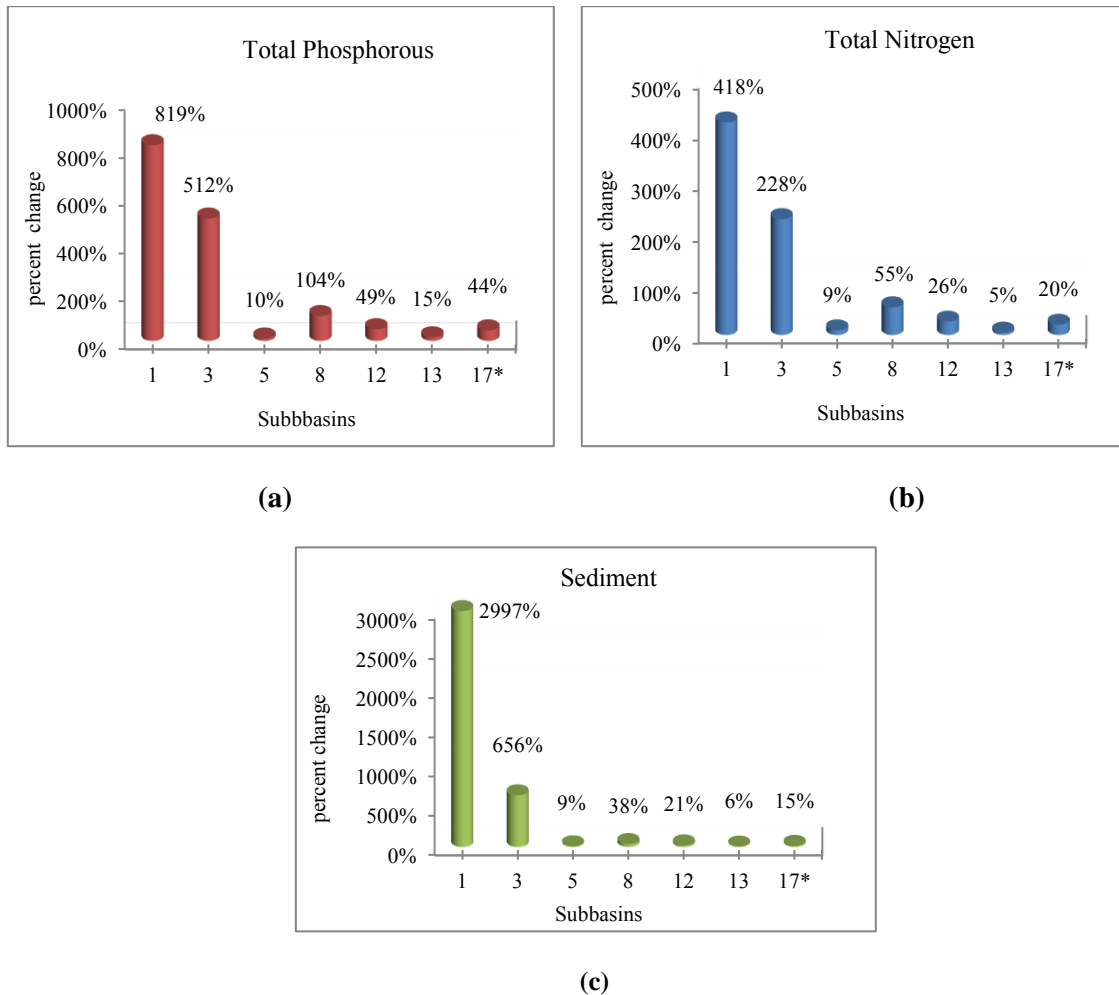 Total Phosphorous
percent change
1000%
800%
600%
400%
200%
0%
819%
512%
10%
104%
49%
15%
44%
1 3 5 8 12 13 17*
Subbbasins
(a)
Total Nitrogen
percent change
500%
400%
300%
200%
100%
0%
418%
228%
9%
55%
26%
5%
20%
1 3 5 8 12 13 17*
Subbasins
(b)
Sediment
percent change
3000%
2500%
2000%
1500%
1000%
500%
0%
2997%
656%
9%
38%
21%
6%
15%
1 3 5 8 12 13 17*
Subbasins
(c)